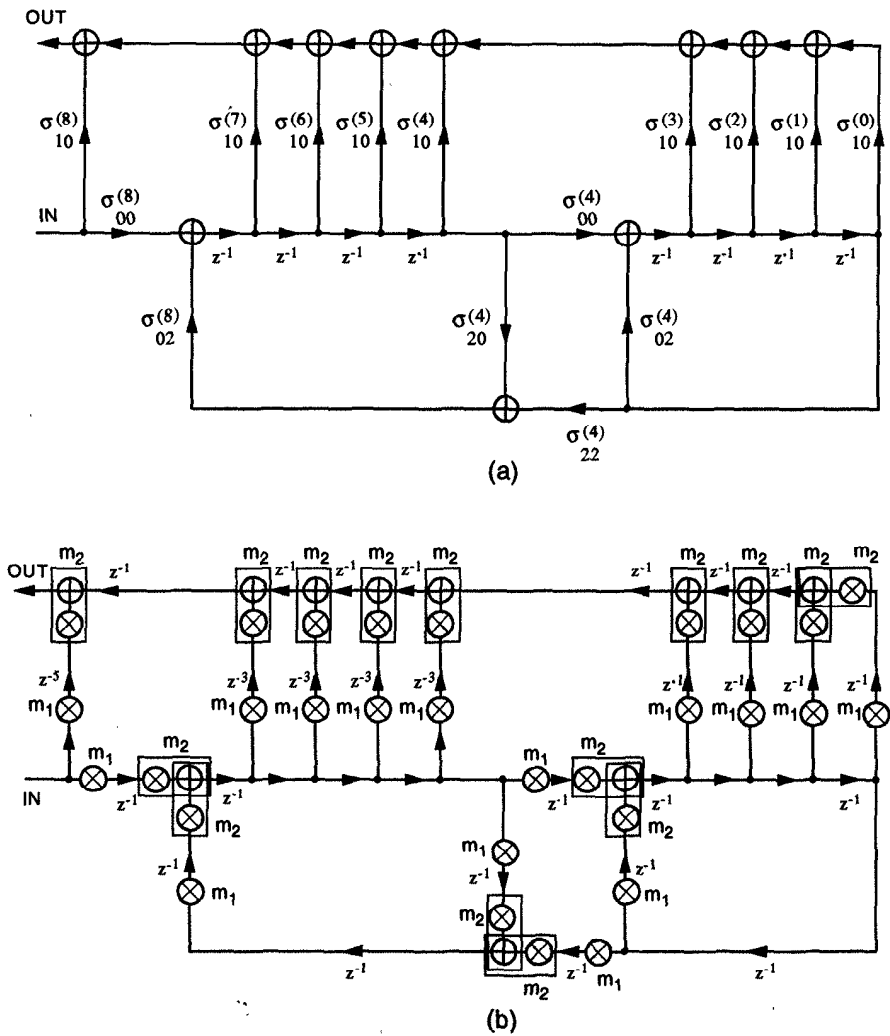 OUT
σ(8)10 σ(7)10 σ(6)10 σ(5)10 σ(4)10 σ(3)10 σ(2)10 σ(1)10 σ(0)10
IN σ(8)00 σ(4)00
z-1 z-1 z-1 z-1 z-1 z-1 z-1 z-1
σ(8)02 σ(4)20 σ(4)02
σ(4)22
(a)
m2 m2 m2 m2 m2 m2 m2 m2 m2
OUT z-1 z-1 z-1 z-1 z-1 z-1 z-1
z-5 z-3 z-3 z-3 z-3 z-1 z-1 z-1 z-1
m1 m1 m1 m1 m1 m1 m1 m1 m1
m1 m2 m1 m2
IN z-1 z-1 z-1 z-1 z-1
m2 m2
z-1 m1 z-1 z-1
m1 m2 m1
z-1 z-1 m1 z-1
m2
(b)